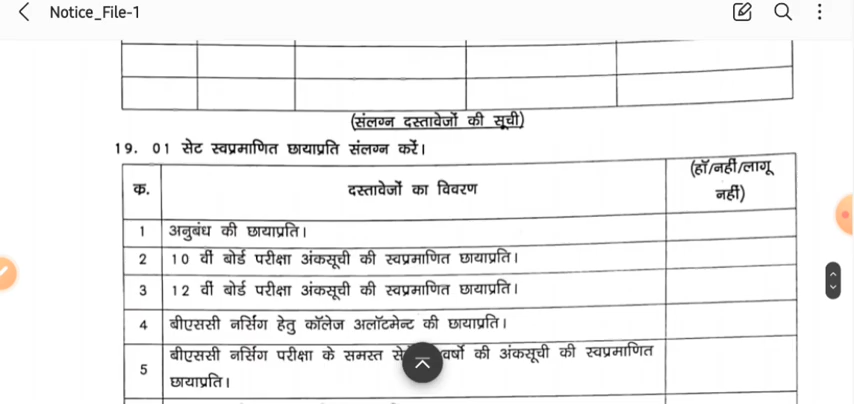 Notice_File-1
(संलग्न दस्तावेजों की सूची)
19. 01 सेट स्वप्रमाणित छायाप्रति संलग्न करें।
क्र. दस्तावेजों का विवरण (हॉ/नहीं/लागू
नहीं)
1 अनुबंध की छायाप्रति।
2 10 वीं बोर्ड परीक्षा अंकसूची की स्वप्रमाणित छायाप्रति।
3 12 वीं बोर्ड परीक्षा अंकसूची की स्वप्रमाणित छायाप्रति।
4 बीएससी नर्सिंग हेतु कॉलेज अलॉटमेन्ट की छायाप्रति।
5 बीएससी नर्सिंग परीक्षा के समस्त वर्षो की अंकसूची की स्वप्रमाणित
छायाप्रति।